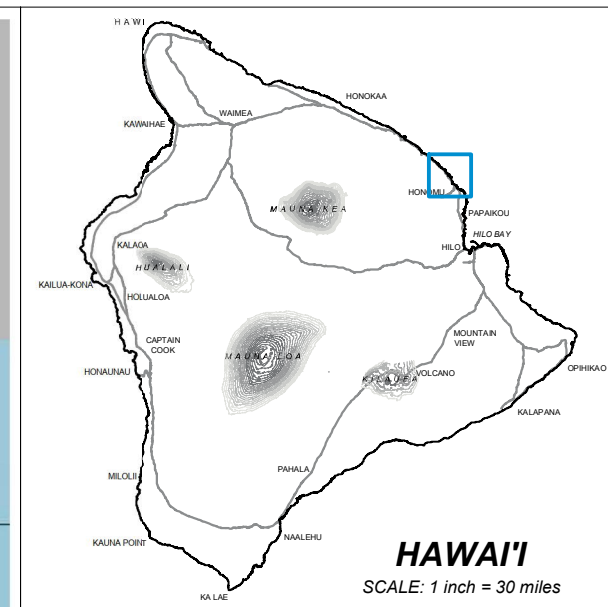 HAWI
HONOKAA
WAIMEA
KAWAIHAE
HONOMU
MAUNA KEA
PAPAIKOU
HILO BAY
KALAOA
HILO
HUALALI
KAILUA-KONA
HOLUALOA
MOUNTAIN
VIEW
CAPTAIN
COOK
MAUNA LOA
OPIHIKAO
HONAUNAU
KILAUEA
VOLCANO
KALAPANA
PAHALA
MILOLII
NAALEHU
KAUNA POINT
HAWAI'I
SCALE: 1 inch = 30 miles
KA LAE